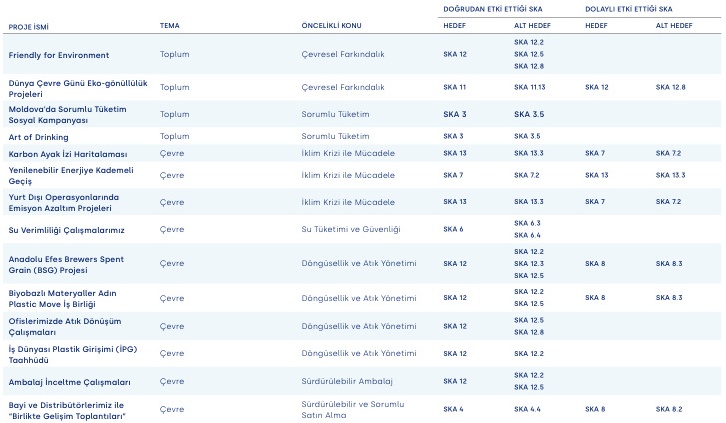 DOĞRUDAN ETKİ ETTİĞİ SKA DOLAYLI ETKİ ETTİĞİ SKA
PROJE İSMİ TEMA ÖNCELİKLİ KONU HEDEF ALT HEDEF HEDEF ALT HEDEF
Friendly for Environment Toplum Çevresel Farkındalık SKA 12 SKA 12.2
SKA 12.5
SKA 12.8
Dünya Çevre Günü Eko-gönüllülük Toplum Çevresel Farkındalık SKA 11 SKA 11.13 SKA 12 SKA 12.8
Projeleri
Moldova'da Sorumlu Tüketim Toplum Sorumlu Tüketim SKA 3 SKA 3.5
Sosyal Kampanyası
Art of Drinking Toplum Sorumlu Tüketim SKA 3 SKA 3.5
Karbon Ayak İzi Haritalaması Çevre İklim Krizi ile Mücadele SKA 13 SKA 13.3 SKA 7 SKA 7.2
Yenilenebilir Enerjiye Kademeli Çevre İklim Krizi ile Mücadele SKA 7 SKA 7.2 SKA 13 SKA 13.3
Geçiş
Yurt Dışı Operasyonlarında Çevre İklim Krizi ile Mücadele SKA 13 SKA 13.3 SKA 7 SKA 7.2
Emisyon Azaltım Projeleri
Su Verimliliği Çalışmalarımız Çevre Su Tüketimi ve Güvenliği SKA 6 SKA 6.3
SKA 6.4
Anadolu Efes Brewers Spent Çevre Döngüsellik ve Atık Yönetimi SKA 12 SKA 12.2 SKA 8 SKA 8.3
Grain (BSG) Projesi SKA 12.3
SKA 12.5
Biyobazlı Materyaller Adın Çevre Döngüsellik ve Atık Yönetimi SKA 12 SKA 12.2 SKA 8 SKA 8.3
Plastic Move İş Birliği SKA 12.5
Ofislerimizde Atık Dönüşüm Çevre Döngüsellik ve Atık Yönetimi SKA 12 SKA 12.5
Çalışmaları SKA 12.8
İş Dünyası Plastik Girişimi (İPG) Çevre Döngüsellik ve Atık Yönetimi SKA 12 SKA 12.2
Taahhüdü
Ambalaj İnceltme Çalışmaları Çevre Sürdürülebilir Ambalaj SKA 12 SKA 12.2
SKA 12.5
Bayi ve Distribütörlerimiz ile Çevre Sürdürülebilir ve Sorumlu SKA 4 SKA 4.4 SKA 8 SKA 8.2
"Birlikte Gelişim Toplantıları" Satın Alma